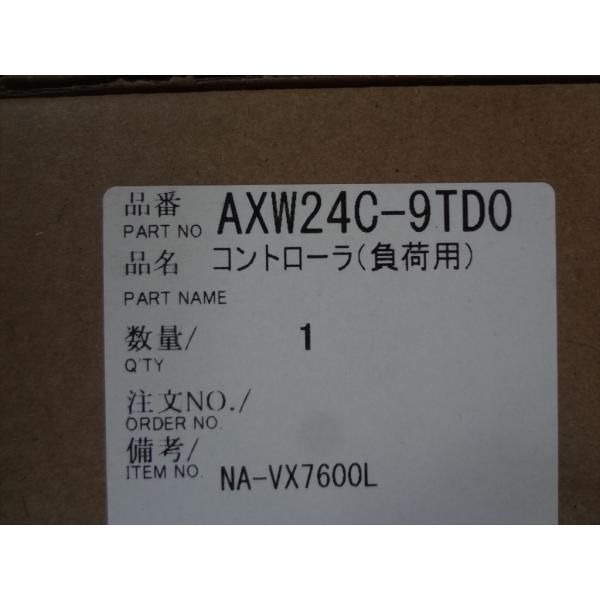 品番 AXW24C-9TD0
PART NO
品名 コントローラ(負荷用)
PART NAME
数量/ 1
Q'TY
注文NO./
ORDER NO.
備考/
ITEM NO. NA-VX7600L